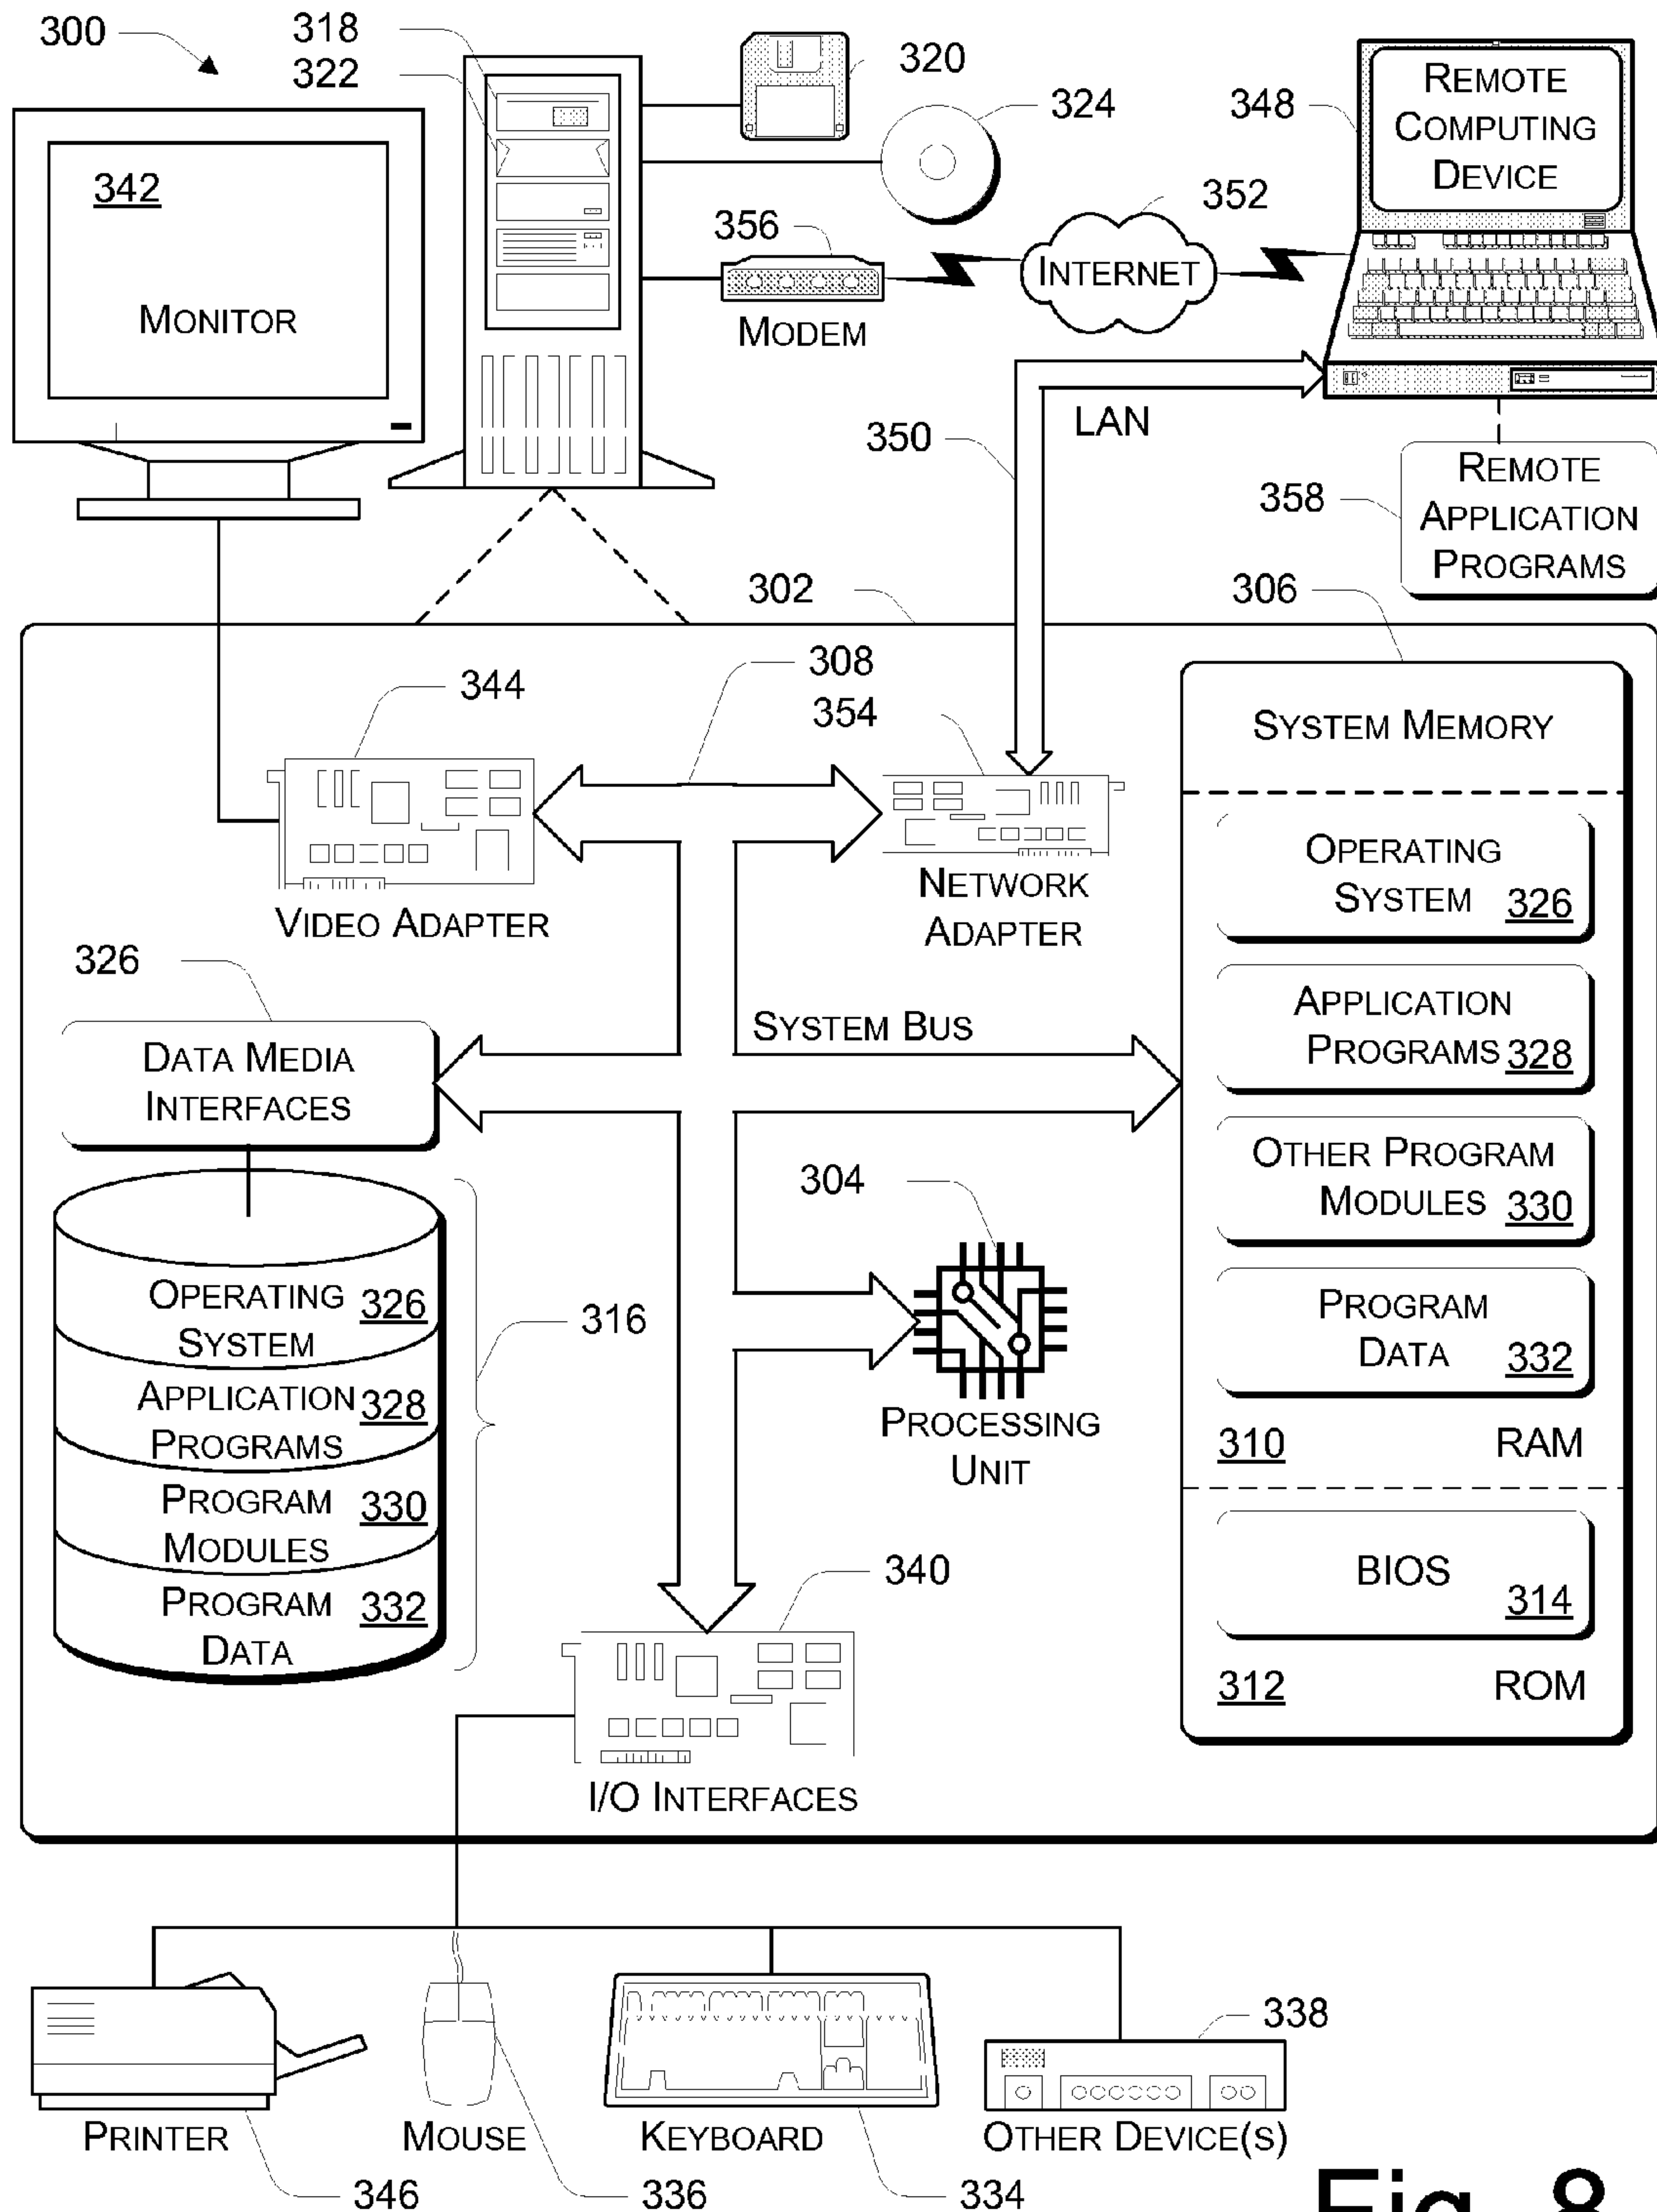 300
318
322
320
324
348
REMOTE
COMPUTING
DEVICE
342
MONITOR
356
MODEM
352
INTERNET
350
LAN
358
REMOTE
APPLICATION
PROGRAMS
302
306
308
344
354
VIDEO ADAPTER
NETWORK
ADAPTER
SYSTEM MEMORY
OPERATING
SYSTEM 326
APPLICATION
PROGRAMS 328
OTHER PROGRAM
MODULES 330
PROGRAM
DATA 332
310 RAM
BIOS
314
312 ROM
326
DATA MEDIA
INTERFACES
SYSTEM BUS
304
PROCESSING
UNIT
OPERATING 326
SYSTEM
APPLICATION 328
PROGRAMS
PROGRAM 330
MODULES
PROGRAM 332
DATA
316
340
I/O INTERFACES
338
PRINTER
MOUSE
KEYBOARD
OTHER DEVICE(S)
346
336
334
Fig. 8